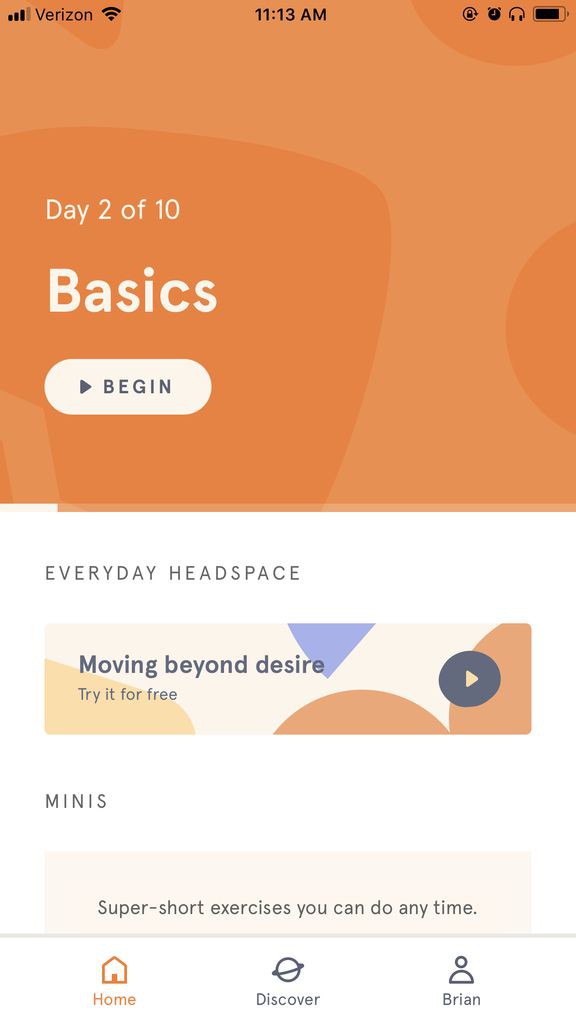 Verizon 11:13 AM
Day 2 of 10
Basics
BEGIN
EVERYDAY HEADSPACE
Moving beyond desire
Try it for free
MINIS
Super-short exercises you can do any time.
Home Discover Brian